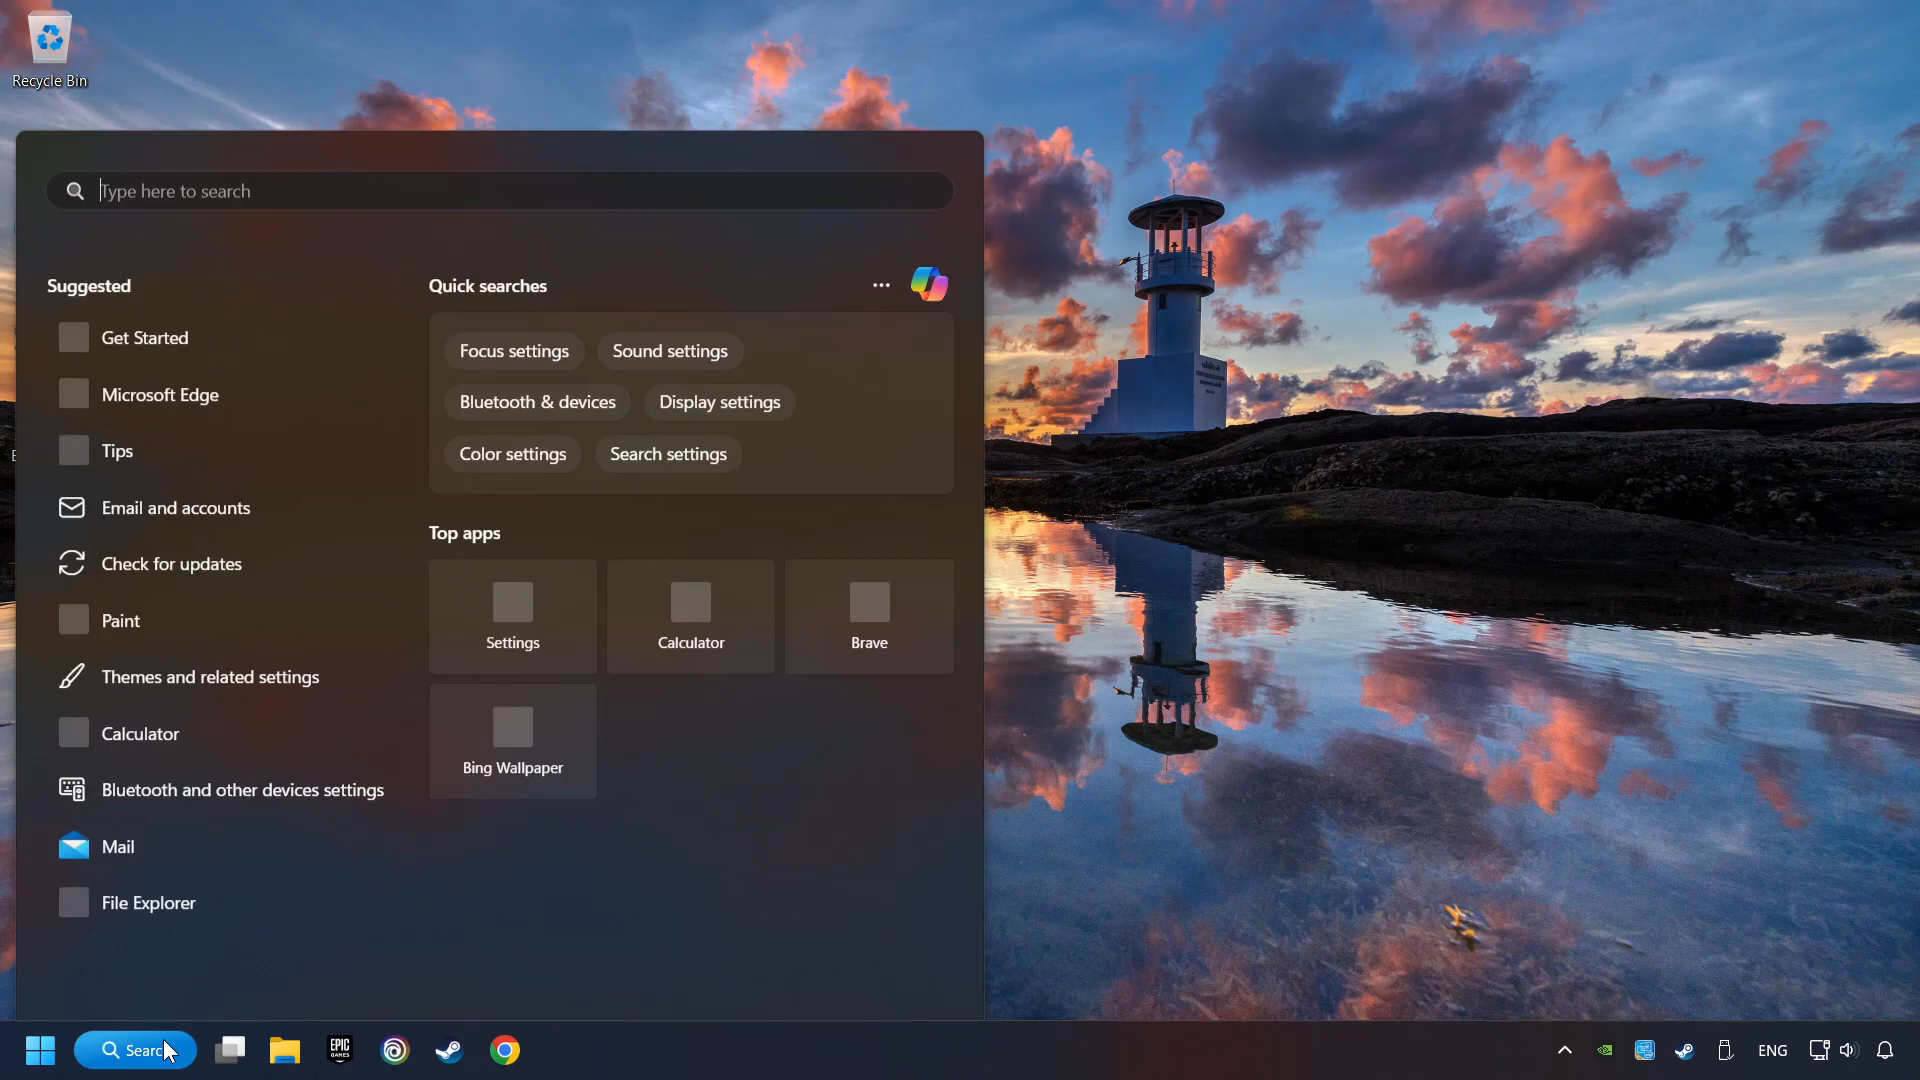 Recycle Bin
Type here to search
Suggested
Get Started
Microsoft Edge
Tips
Email and accounts
Check for updates
Paint
Themes and related settings
Calculator
Bluetooth and other devices settings
Mail
File Explorer
Quick searches
Focus settings
Sound settings
Bluetooth & devices
Display settings
Color settings
Search settings
Top apps
Settings
Calculator
Brave
Bing Wallpaper
Searc
EPIC
GAMES
ENG